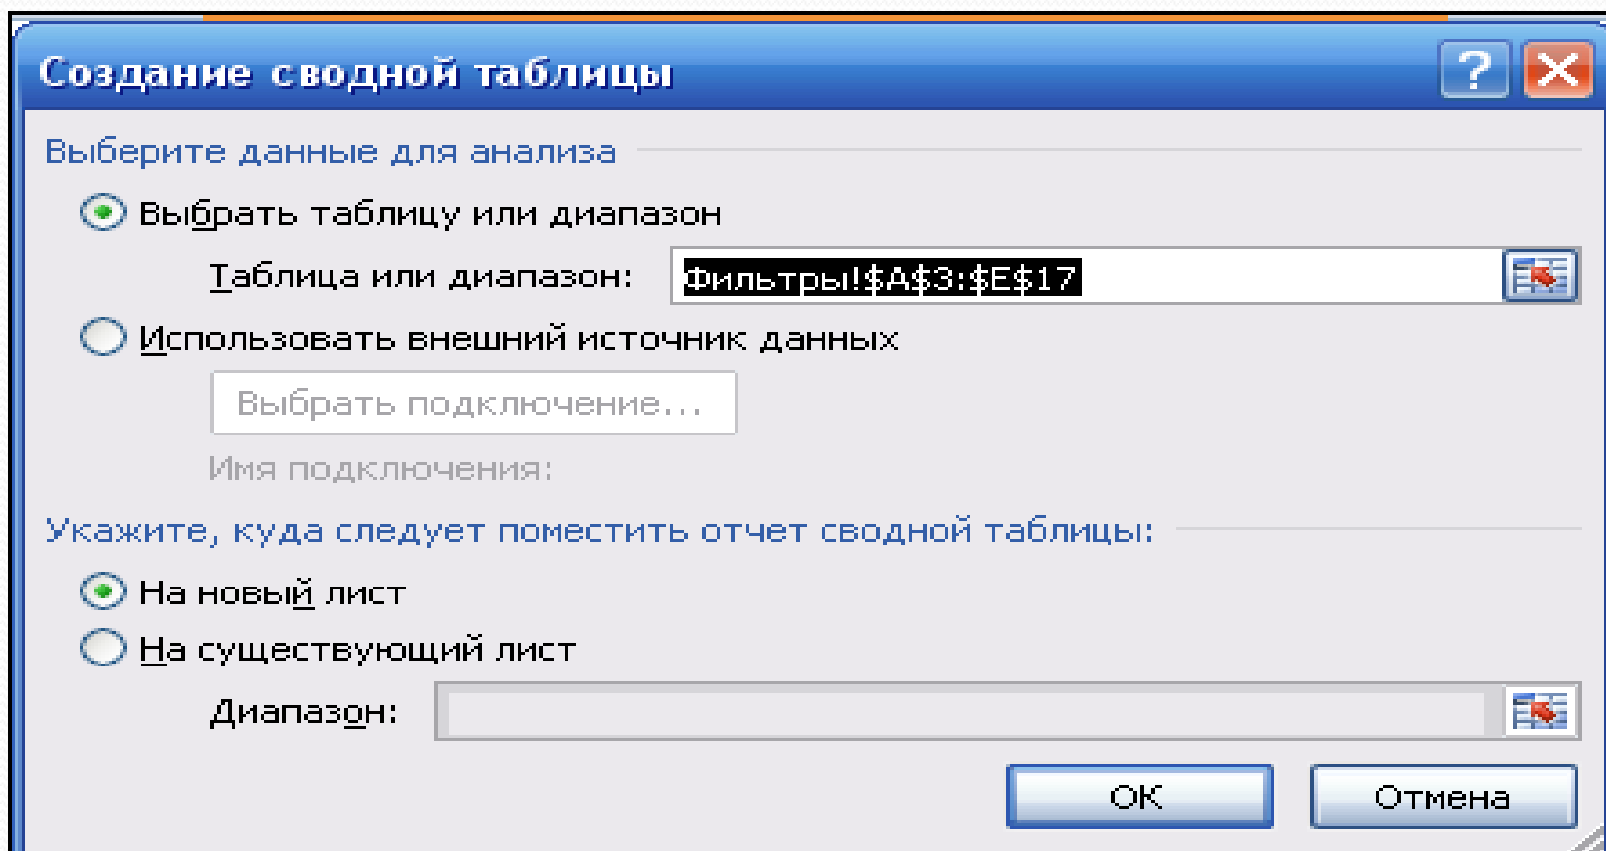 Создание сводной таблицы
Выберите данные для анализа
Выбрать таблицу или диапазон
Таблица или диапазон: Фильтры!$A$3:$E$17
Использовать внешний источник данных
Выбрать подключение...
Имя подключения:
Укажите, куда следует поместить отчет сводной таблицы:
На новый лист
На существующий лист
Диапазон:
ОК Отмена